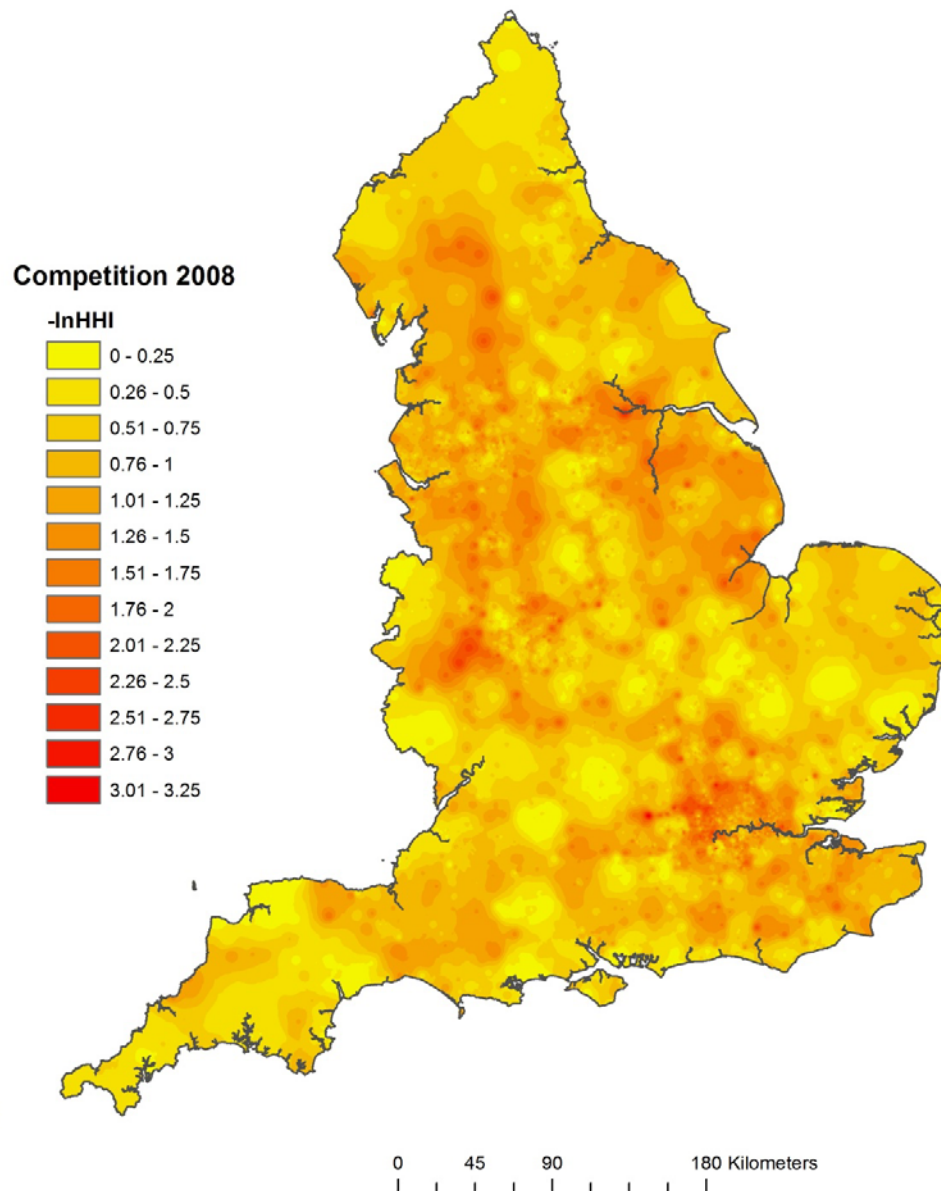 Competition 2008
-lnHHI
0 - 0.25
0.26 - 0.5
0.51 - 0.75
0.76 - 1
1.01 - 1.25
1.26 - 1.5
1.51 - 1.75
1.76 - 2
2.01 - 2.25
2.26 - 2.5
2.51 - 2.75
2.76 - 3
3.01 - 3.25
0 45 90 180 Kilometers